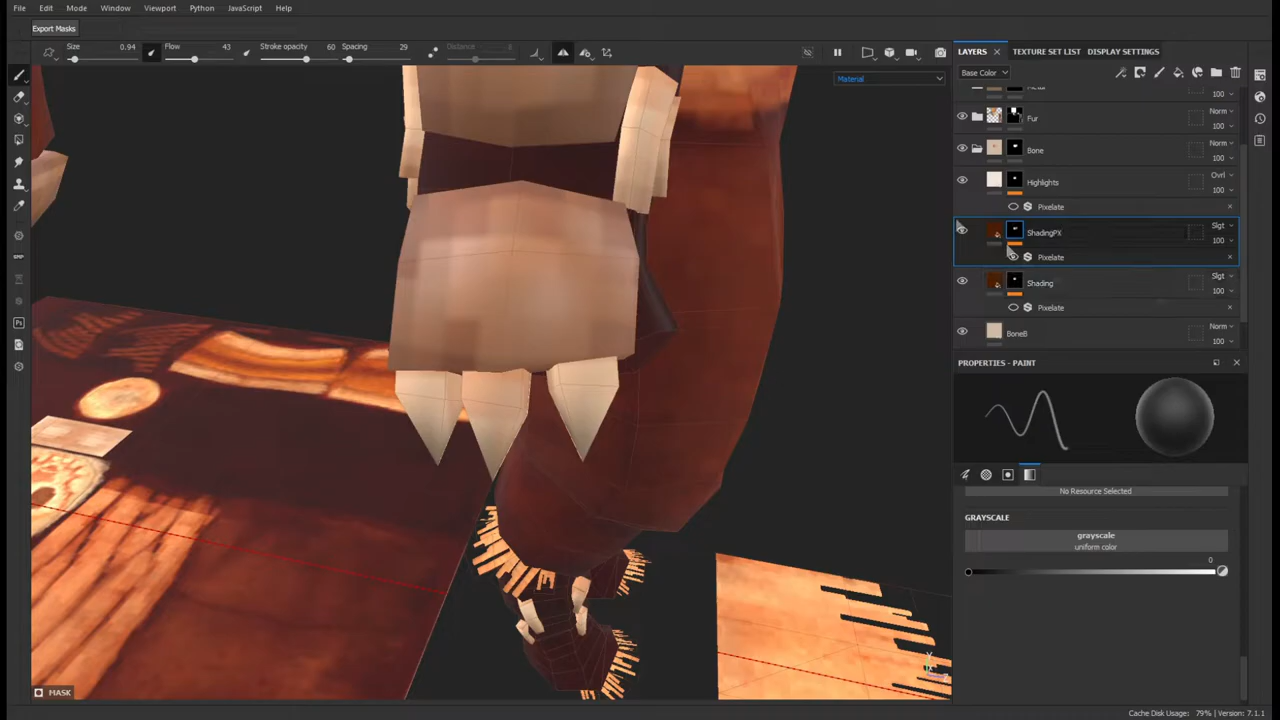 File Edit Mode Window Viewport Python JavaScript Help
Export Masks
Size 0.94 Flow 43 Stroke opacity 60 Spacing 29 Distance 8
LAYERS × TEXTURE SET LIST DISPLAY SETTINGS
Material
Base Color
100
Fur Norm
100
Bone Norm
100
Highlights Ovrl
100
Pixelate
ShadingPX Slgt
100
Pixelate
Shading Slgt
100
Pixelate
BoneB Norm
100
PROPERTIES - PAINT
No Resource Selected
GRAYSCALE
grayscale
uniform color
0
Y
MASK
Cache Disk Usage: 79% | Version: 7.1.1